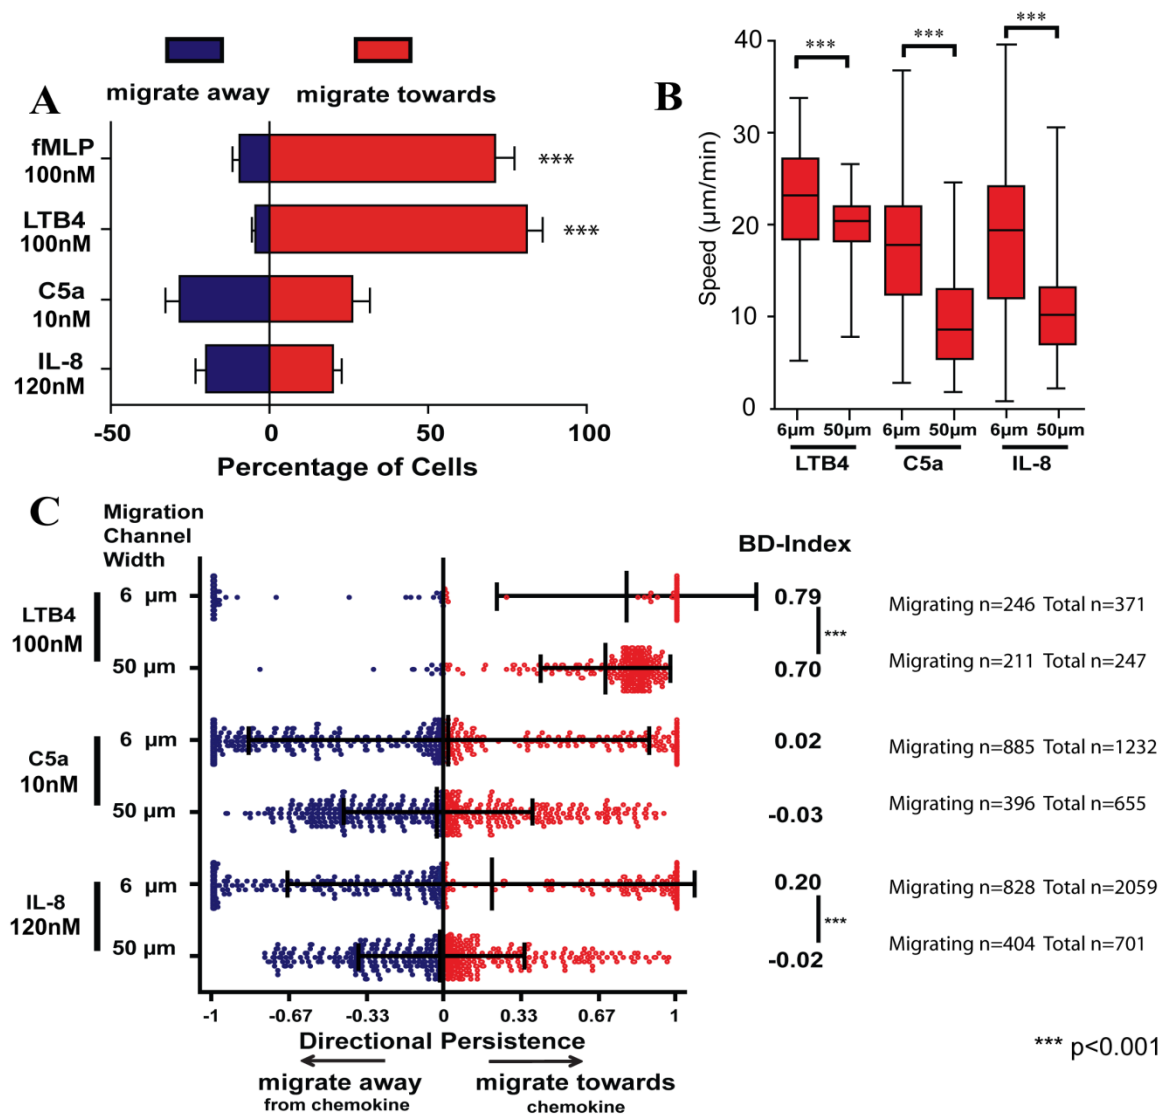 migrate away migrate towards
A
fMLP
100nM
***
LTB4
100nM
***
C5a
10nM
IL-8
120nM
-50 0 50 100
Percentage of Cells
B
*** *** ***
Speed (µm/min)
40
30
20
10
0
6µm 50µm 6µm 50µm 6µm 50µm
LTB4 C5a IL-8
C
Migration
Channel
Width
BD-Index
LTB4
100nM
6 µm
0.79
Migrating n=246 Total n=371
***
50 µm
0.70
Migrating n=211 Total n=247
C5a
10nM
6 µm
0.02
Migrating n=885 Total n=1232
50 µm
-0.03
Migrating n=396 Total n=655
IL-8
120nM
6 µm
0.20
Migrating n=828 Total n=2059
***
50 µm
-0.02
Migrating n=404 Total n=701
-1 -0.67 -0.33 0 0.33 0.67 1
Directional Persistence
migrate away migrate towards
from chemokine chemokine
*** p<0.001